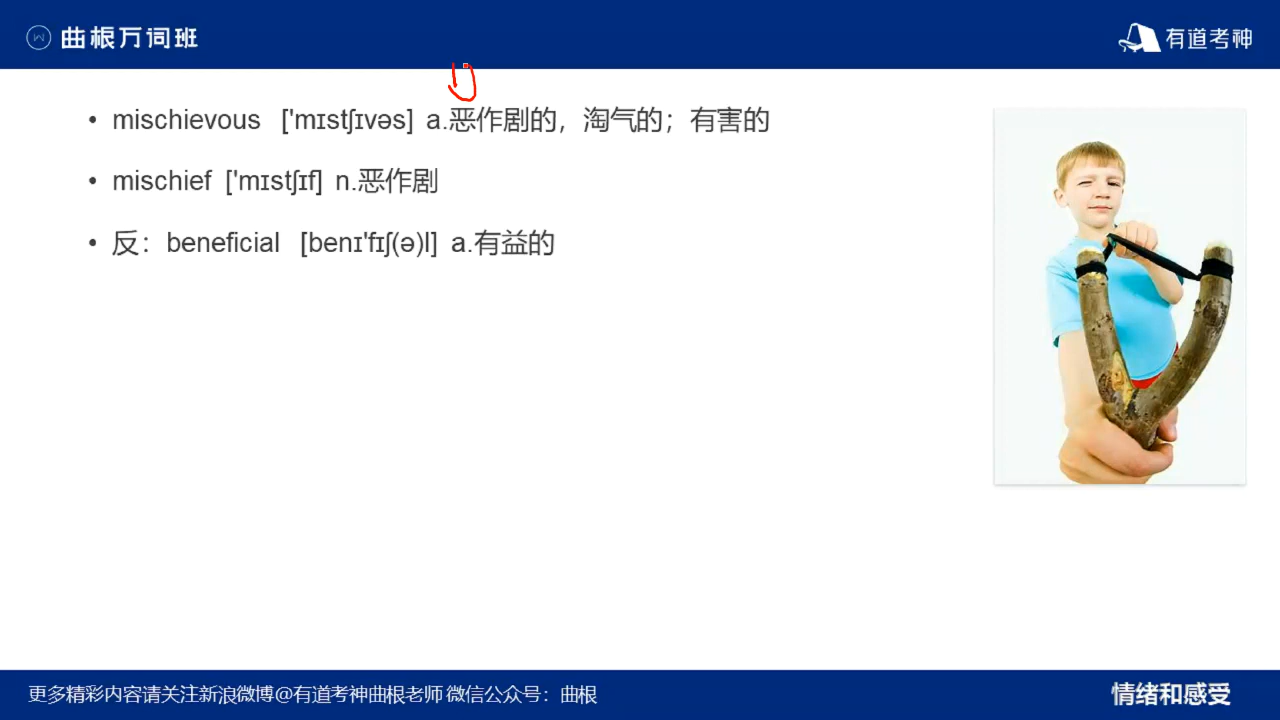 曲根万词班
有道考神
• mischievous ['mɪstʃɪvəs] a.恶作剧的，淘气的；有害的
• mischief ['mɪstʃɪf] n.恶作剧
• 反：beneficial [benɪ'fɪʃ(ə)l] a.有益的
更多精彩内容请关注新浪微博@有道考神曲根老师 微信公众号：曲根
情绪和感受